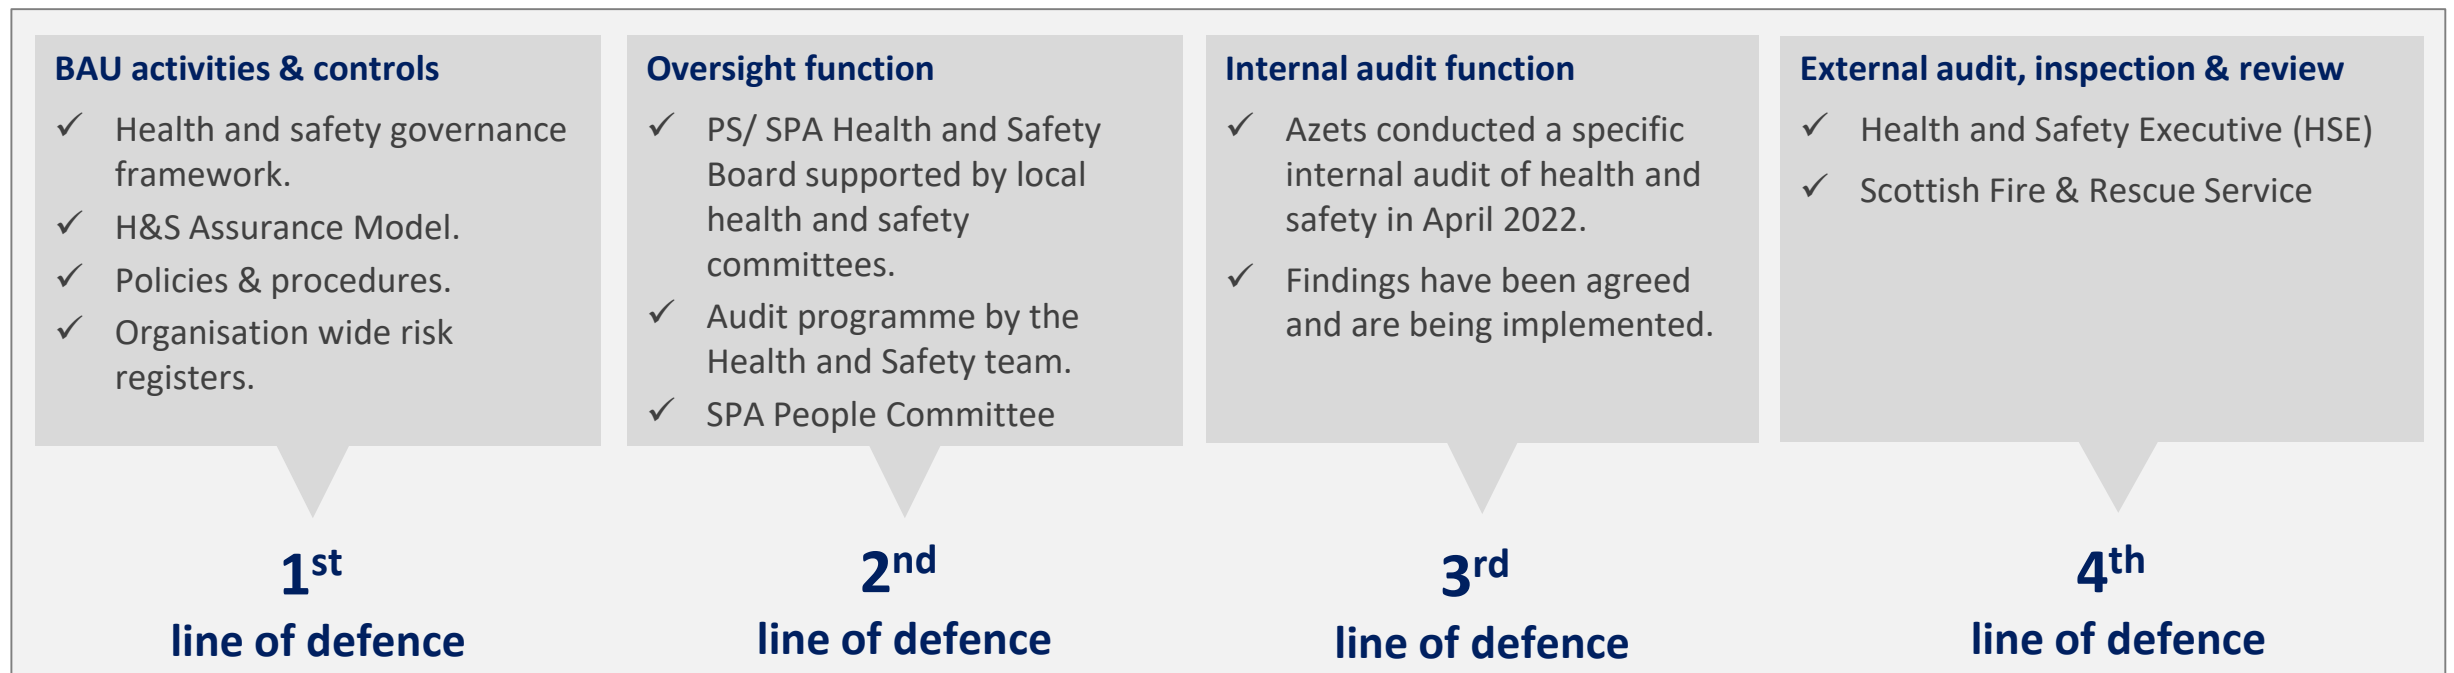 BAU activities & controls
✓ Health and safety governance
framework.
✓ H&S Assurance Model.
✓ Policies & procedures.
✓ Organisation wide risk
registers.
1st
line of defence
Oversight function
✓ PS/ SPA Health and Safety
Board supported by local
health and safety
committees.
✓ Audit programme by the
Health and Safety team.
✓ SPA People Committee
2nd
line of defence
Internal audit function
✓ Azets conducted a specific
internal audit of health and
safety in April 2022.
✓ Findings have been agreed
and are being implemented.
3rd
line of defence
External audit, inspection & review
✓ Health and Safety Executive (HSE)
✓ Scottish Fire & Rescue Service
4th
line of defence